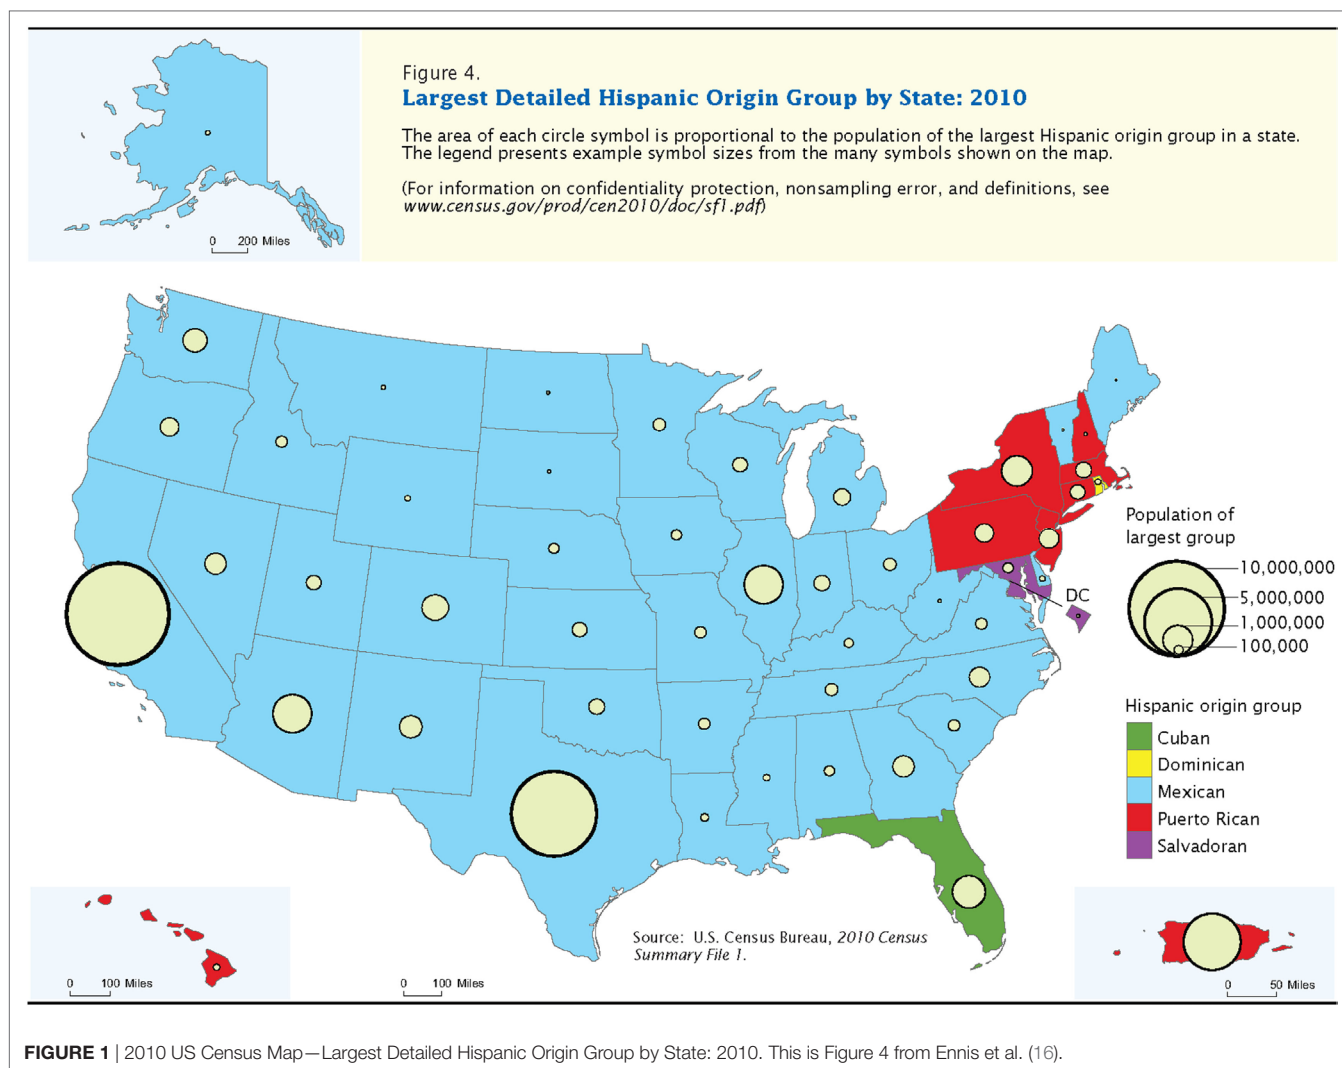 Figure 4.
Largest Detailed Hispanic Origin Group by State: 2010
The area of each circle symbol is proportional to the population of the largest Hispanic origin group in a state.
The legend presents example symbol sizes from the many symbols shown on the map.
(For information on confidentiality protection, nonsampling error, and definitions, see
www.census.gov/prod/cen2010/doc/sf1.pdf)
0 200 Miles
Population of
largest group
10,000,000
5,000,000
1,000,000
100,000
DC
Hispanic origin group
Cuban
Dominican
Mexican
Puerto Rican
Salvadoran
Source: U.S. Census Bureau, 2010 Census
Summary File 1.
0 100 Miles
0 100 Miles
0 50 Miles
FIGURE 1 | 2010 US Census Map—Largest Detailed Hispanic Origin Group by State: 2010. This is Figure 4 from Ennis et al. (16).